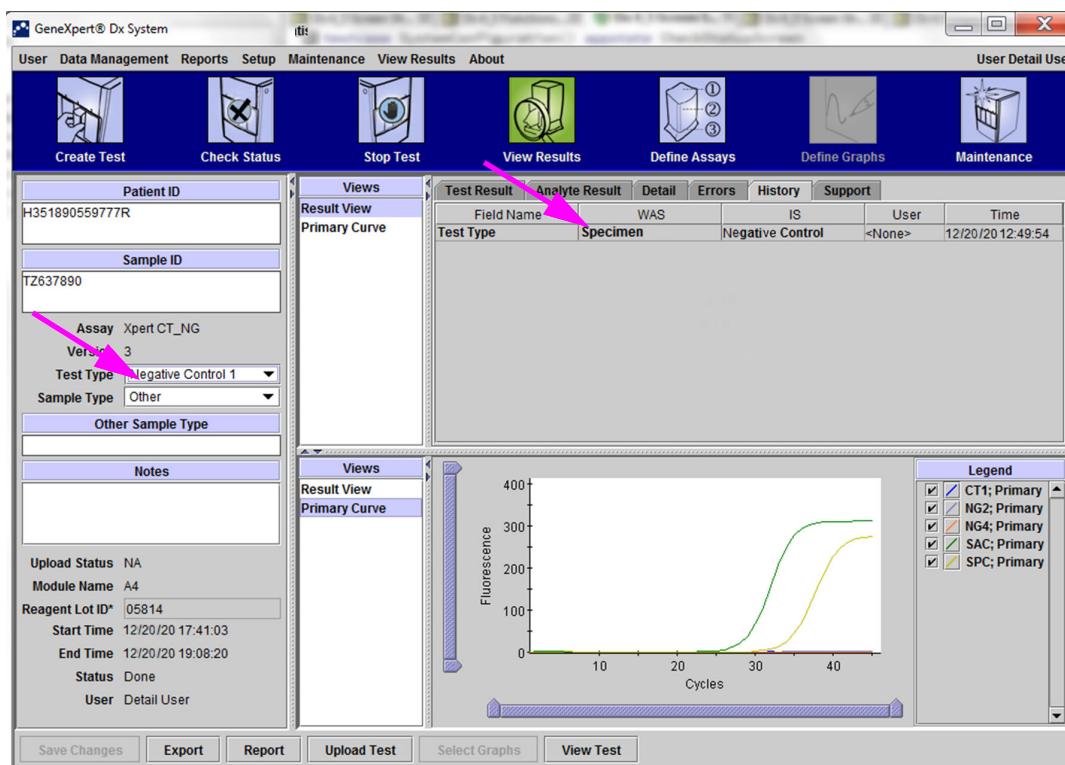 GeneXpert® Dx System
User Data Management Reports Setup Maintenance View Results About User Detail Use
Create Test Check Status Stop Test View Results Define Assays Define Graphs Maintenance
Patient ID
H351890559777R
Sample ID
TZ637890
Assay Xpert CT_NG
3
Test Type Negative Control 1
Sample Type Other
Other Sample Type
Notes
Upload Status NA
Module Name A4
Reagent Lot ID* 05814
Start Time 12/20/20 17:41:03
End Time 12/20/20 19:08:20
Status Done
User Detail User
Views
Result View
Primary Curve
Test Result Analyte Result Detail Errors History Support
Field Name WAS IS User Time
Test Type Specimen Negative Control <None> 12/20/20 12:49:54
Views
Result View
Primary Curve
400
300
200
100
0
Fluorescence
10 20 30 40
Cycles
Legend
CT1; Primary
NG2; Primary
NG4; Primary
SAC; Primary
SPC; Primary
Save Changes Export Report Upload Test Select Graphs View Test